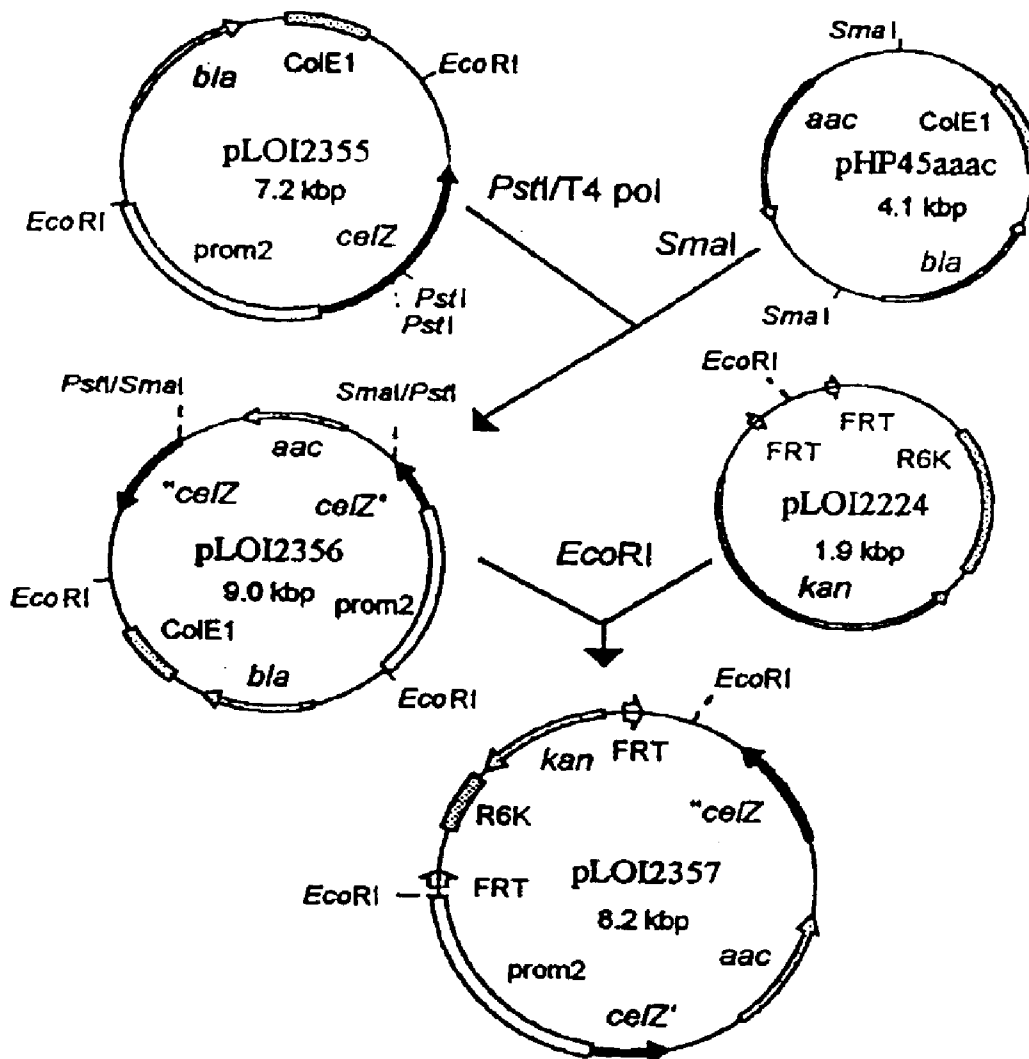 bla
ColE1
EcoRI
pLOI2355
7.2 kbp
EcoRI
prom2
celZ
PstI
PstI
PstI/T4 pol
SmaI
SmaI
aac
ColE1
pHP45aaac
4.1 kbp
bla
SmaI
PstI/SmaI
SmaI/PstI
aac
"celZ
celZ'
pLOI2356
9.0 kbp
EcoRI
prom2
ColE1
bla
EcoRI
EcoRI
EcoRI
FRT
FRT
R6K
pLOI2224
1.9 kbp
kan
EcoRI
kan
FRT
R6K
"celZ
pLOI2357
8.2 kbp
EcoRI
FRT
prom2
aac
celZ'